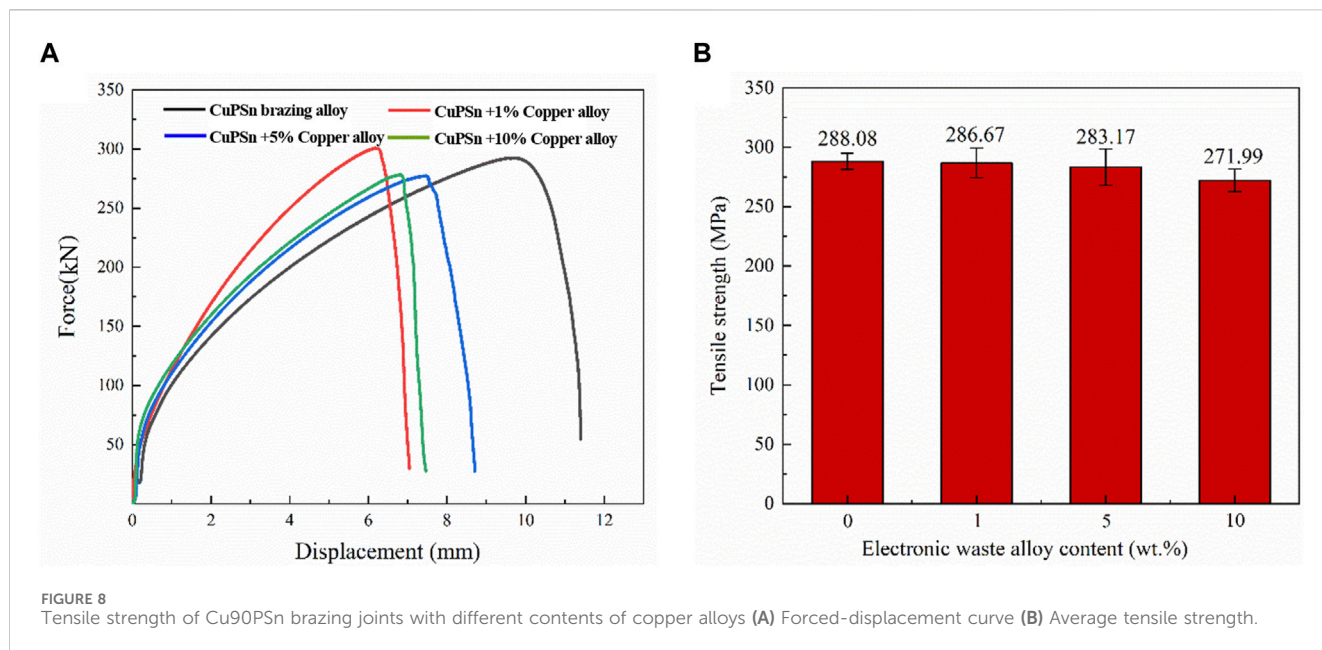 A
B
350
300
250
200
150
100
50
0
2
4
6
8
10
12
Force(kN)
Displacement (mm)
CuPSn brazing alloy
CuPSn +1% Copper alloy
CuPSn +5% Copper alloy
CuPSn +10% Copper alloy
350
300
250
200
150
100
50
0
Tensile strength (MPa)
288.08
286.67
283.17
271.99
0
1
5
10
Electronic waste alloy content (wt.%)
FIGURE 8
Tensile strength of Cu90PSn brazing joints with different contents of copper alloys (A) Forced-displacement curve (B) Average tensile strength.